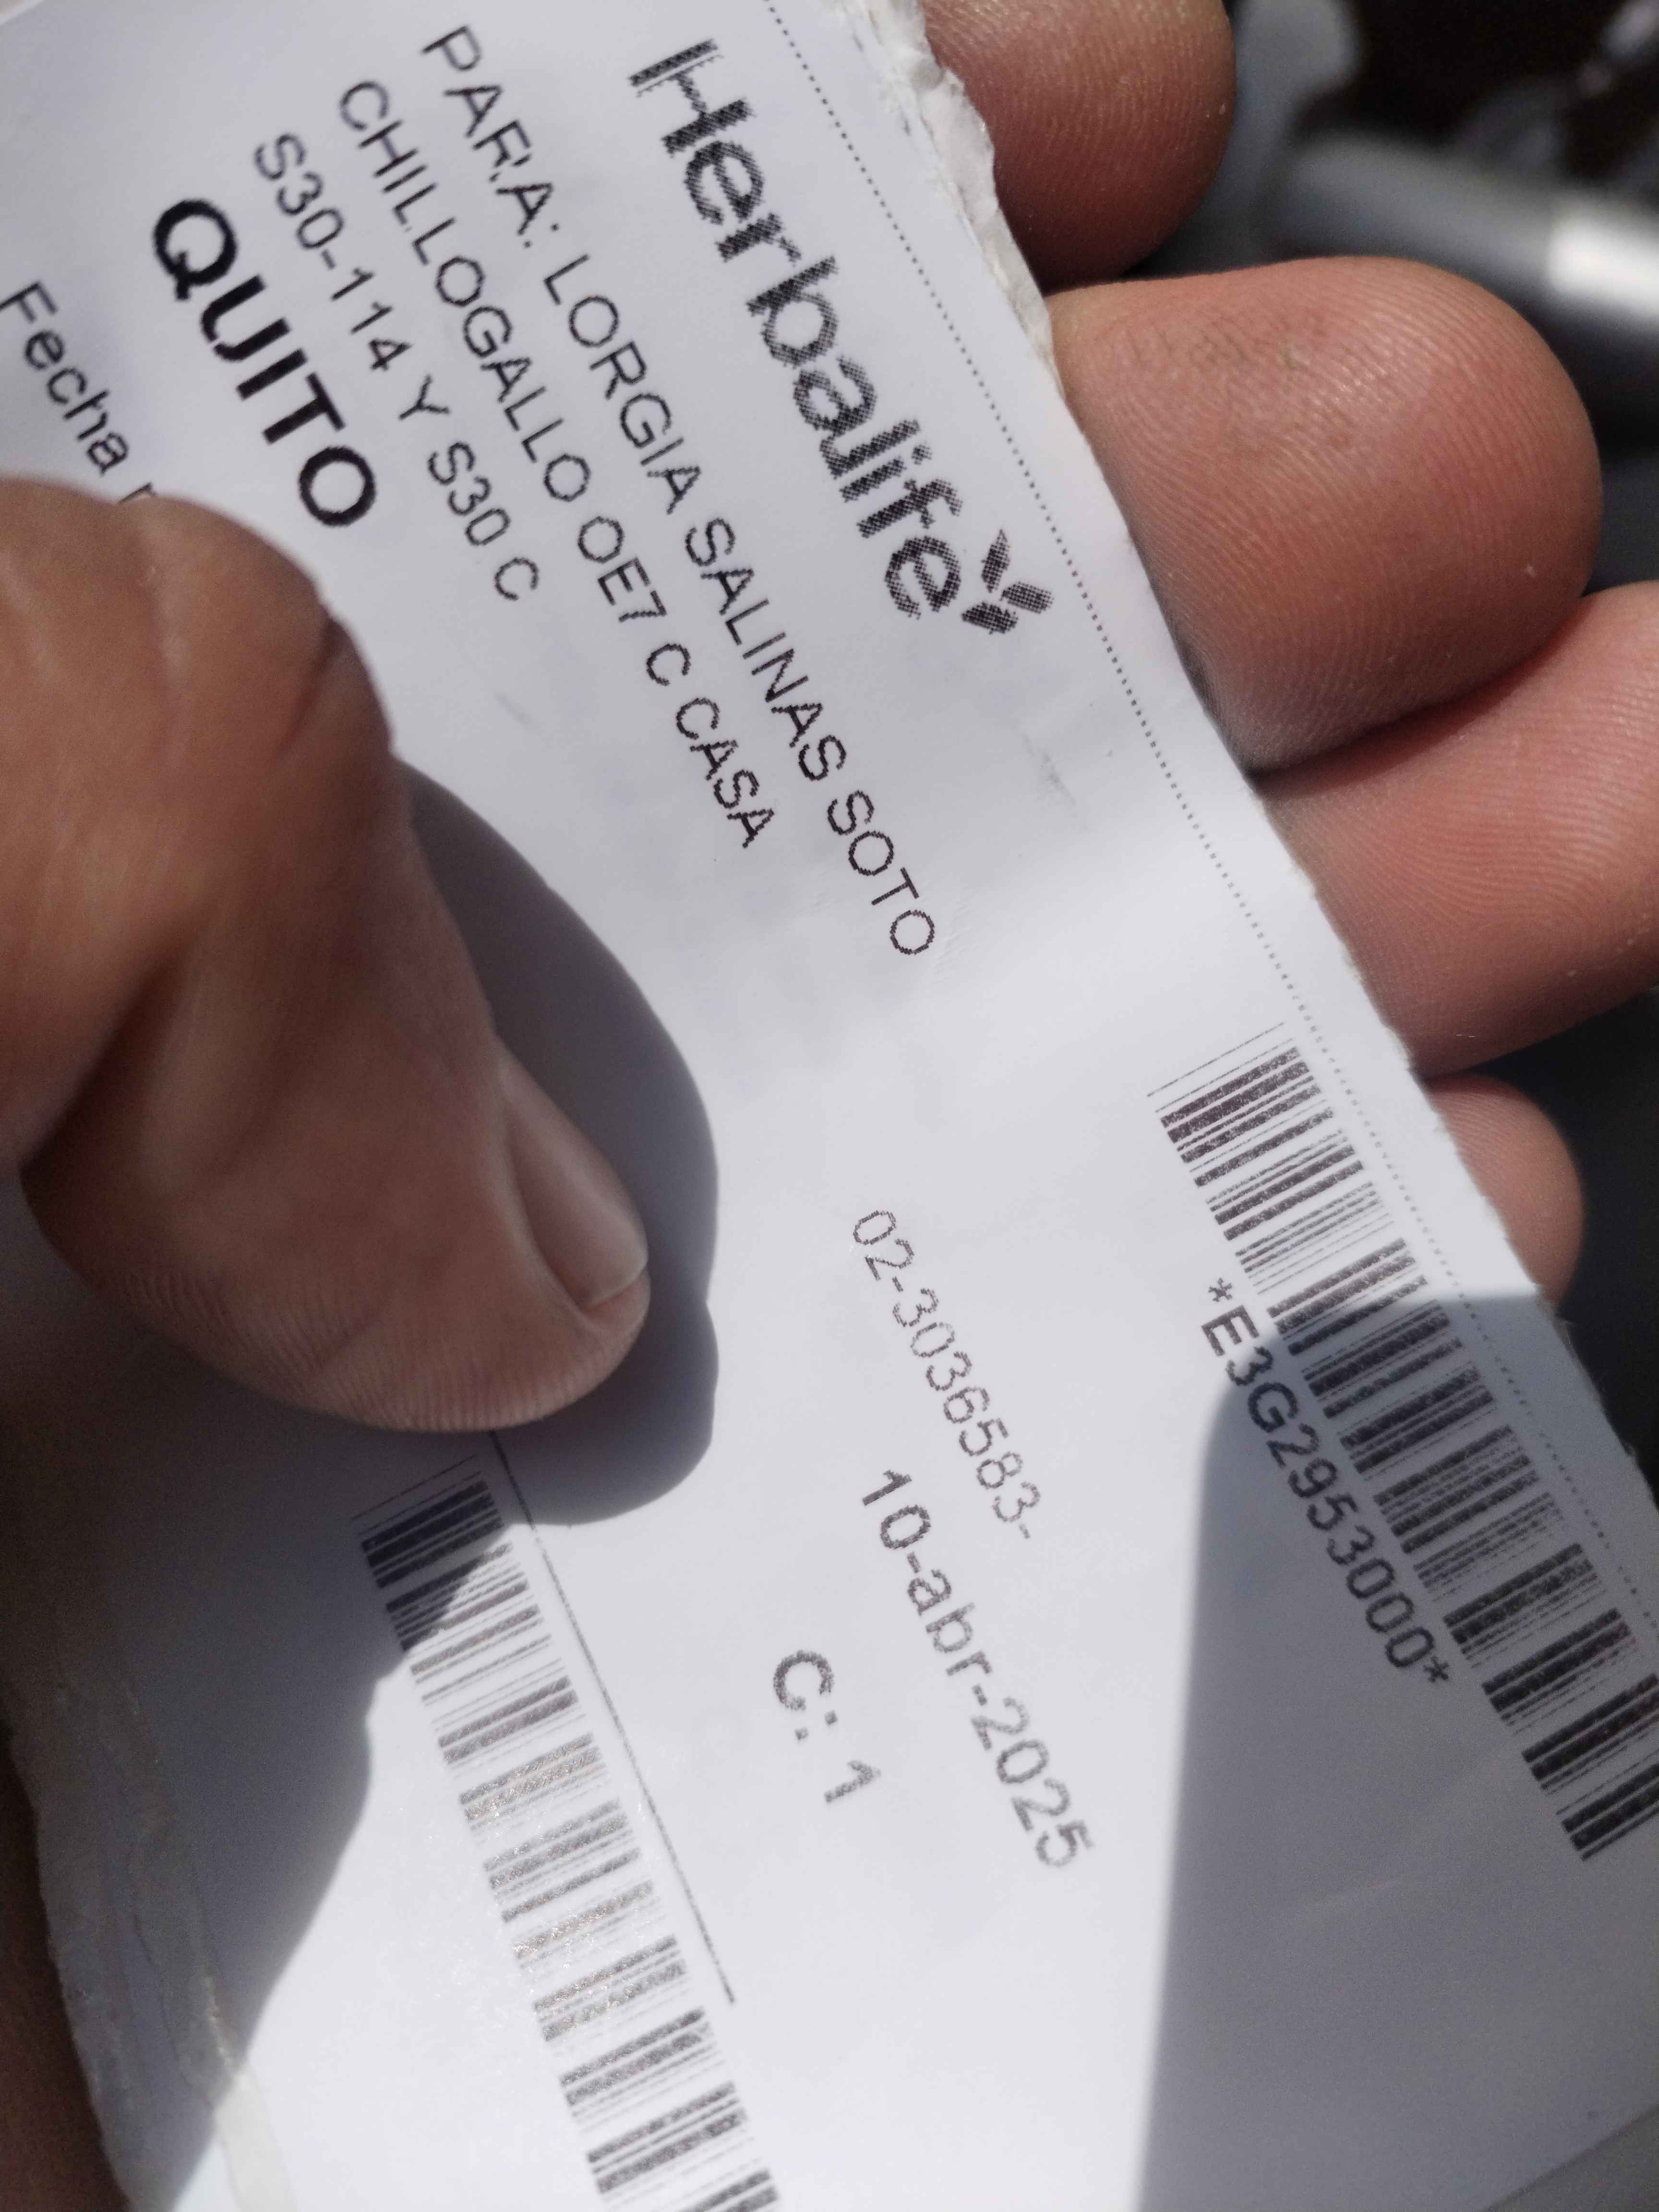 Herbalife
*E3G2953000*
PARA: LORGIA SALINAS SOTO
02-3036583-
CHILLOGALLO OE7 C CASA
S30-114 Y S30 C
10-abr-2025
QUITO
C: 1
Fecha